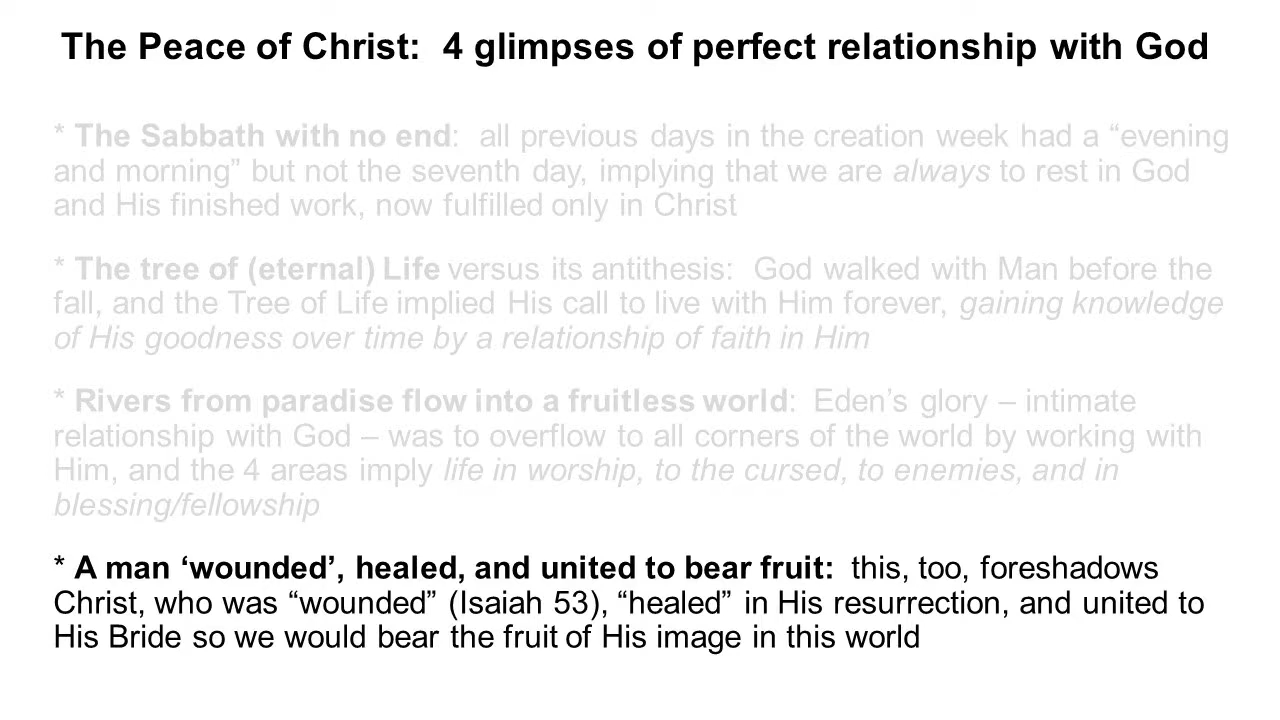 The Peace of Christ:  4 glimpses of perfect relationship with God
* The Sabbath with no end:  all previous days in the creation week had a “evening
and morning” but not the seventh day, implying that we are always to rest in God
and His finished work, now fulfilled only in Christ
* The tree of (eternal) Life versus its antithesis:  God walked with Man before the
fall, and the Tree of Life implied His call to live with Him forever, gaining knowledge
of His goodness over time by a relationship of faith in Him
* Rivers from paradise flow into a fruitless world:  Eden’s glory – intimate
relationship with God – was to overflow to all corners of the world by working with
Him, and the 4 areas imply life in worship, to the cursed, to enemies, and in
blessing/fellowship
* A man ‘wounded’, healed, and united to bear fruit:  this, too, foreshadows
Christ, who was “wounded” (Isaiah 53), “healed” in His resurrection, and united to
His Bride so we would bear the fruit of His image in this world